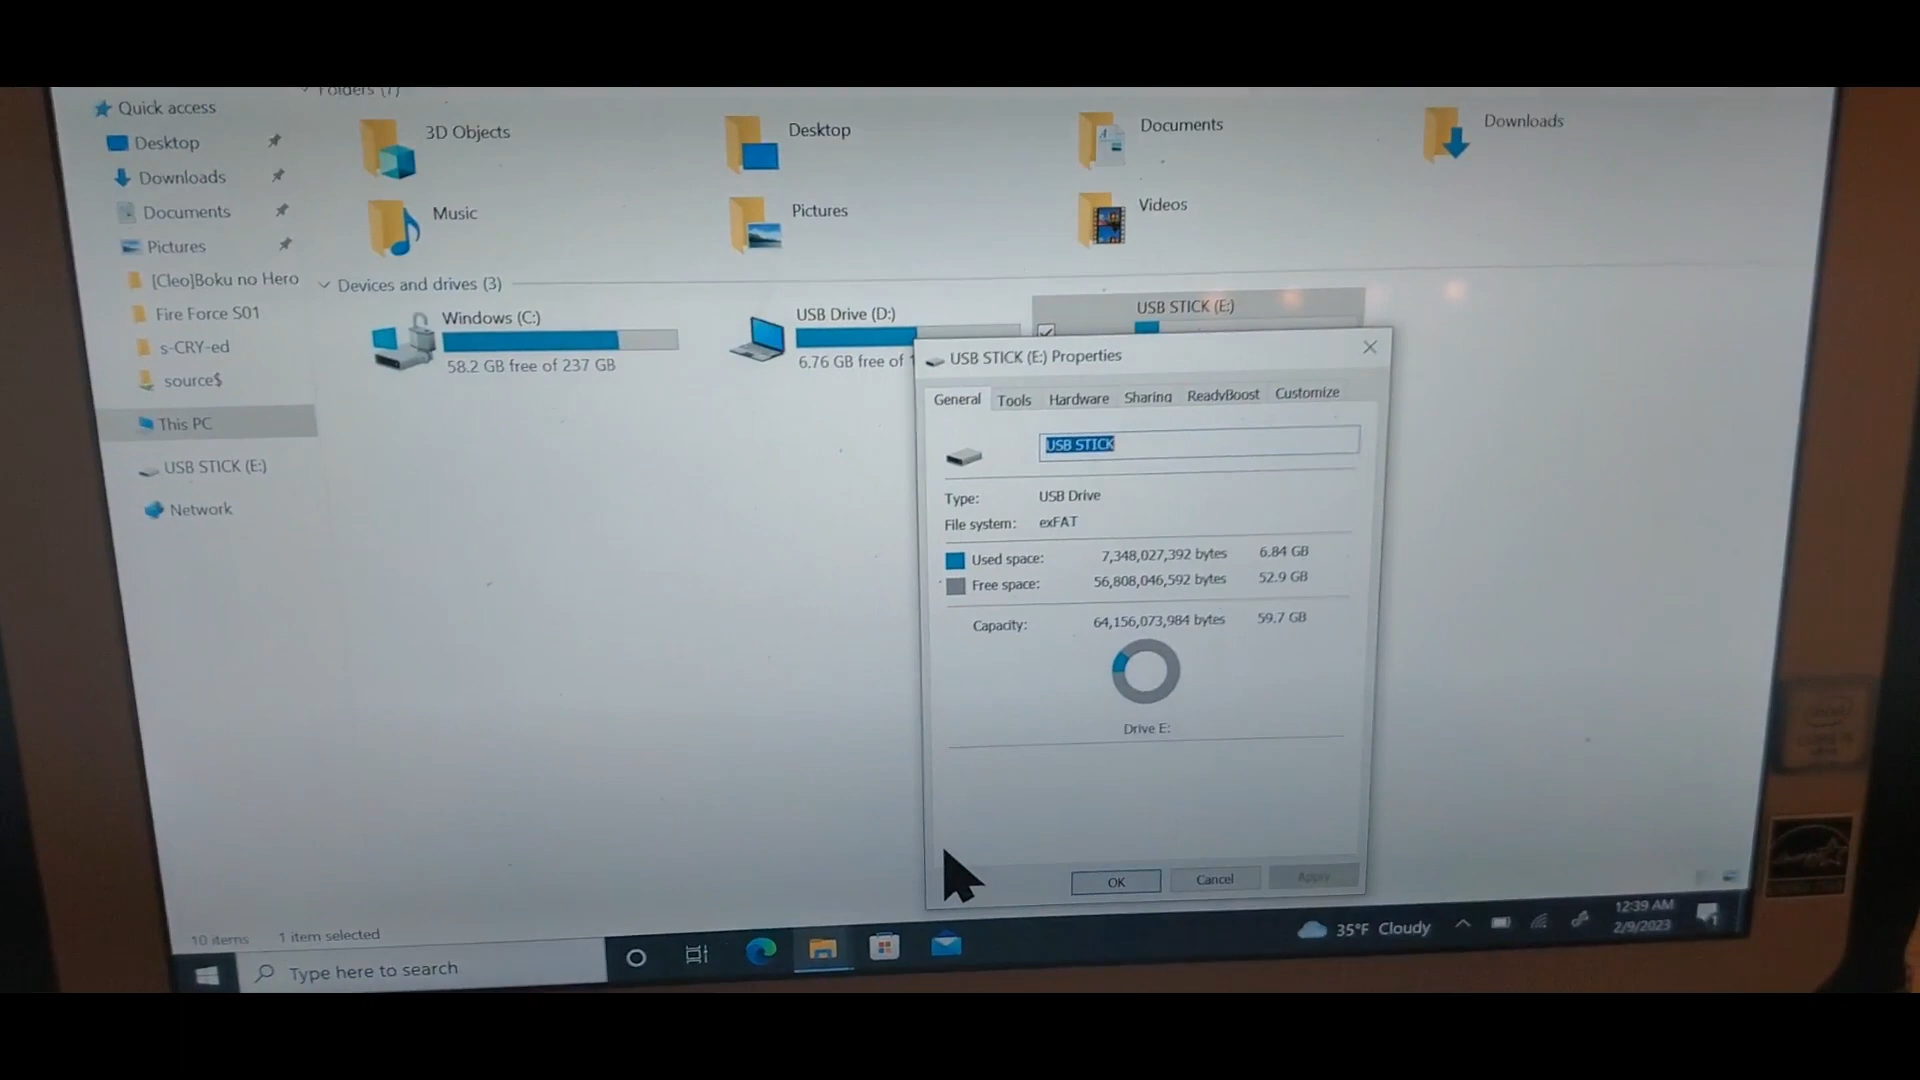 Folders (7)
Quick access
Desktop
Downloads
Documents
Pictures
[Cleo]Boku no Hero
Fire Force S01
s-CRY-ed
source$
This PC
USB STICK (E:)
Network
3D Objects
Desktop
Documents
Downloads
Music
Pictures
Videos
Devices and drives (3)
Windows (C:)
58.2 GB free of 237 GB
USB Drive (D:)
6.76 GB free of
USB STICK (E:)
USB STICK (E:) Properties
General Tools Hardware Sharing ReadyBoost Customize
USB STICK
Type: USB Drive
File system: exFAT
Used space: 7,348,027,392 bytes 6.84 GB
Free space: 56,808,046,592 bytes 52.9 GB
Capacity: 64,156,073,984 bytes 59.7 GB
Drive E:
OK Cancel Apply
10 items 1 item selected
Type here to search
35°F Cloudy
12:39 AM
2/9/2023
1